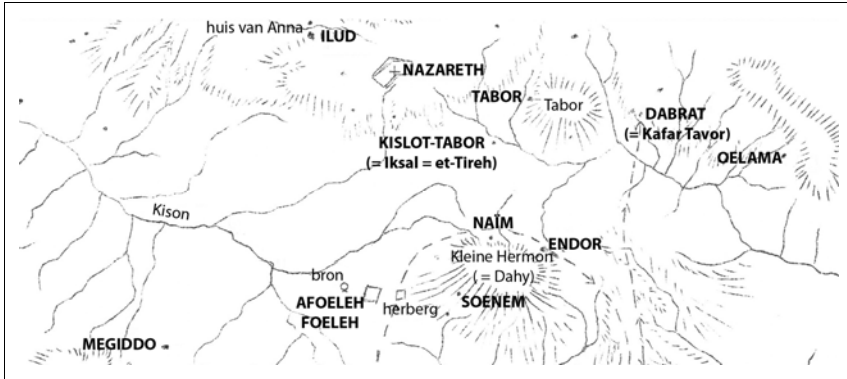 huis van Anna
ILUD
NAZARETH
TABOR
Tabor
DABRAT
(= Kafar Tavor)
KISLOT-TABOR
(= Iksal = et-Tireh)
OELAMA
Kison
NAÏM
ENDOR
Kleine Hermon
(= Dahy)
bron
AFOELEH
FOELEH
herberg
SOENEM
MEGIDDO